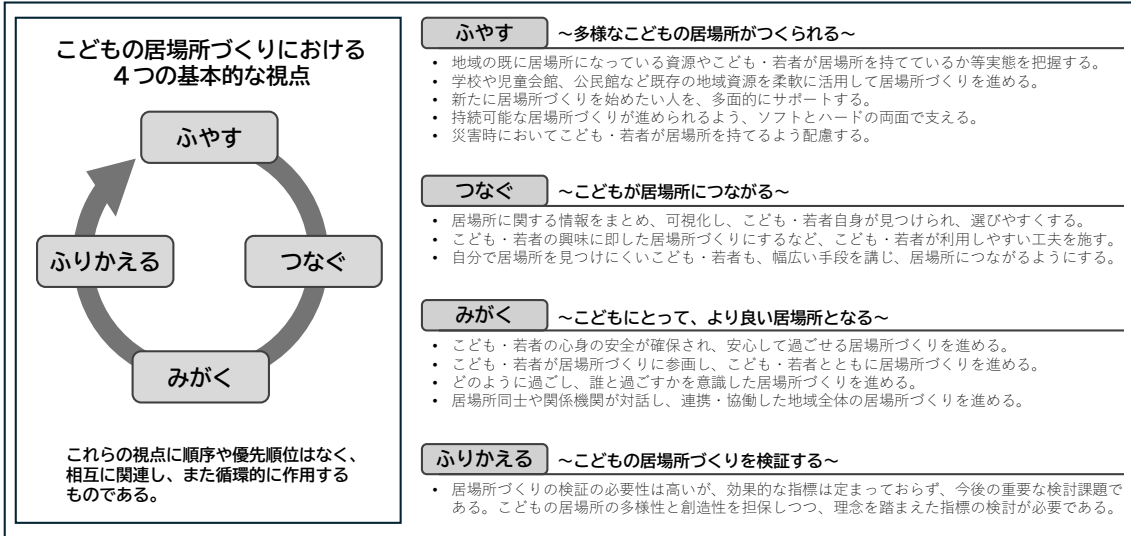 こどもの居場所づくりにおける
４つの基本的な視点
ふやす
つなぐ
みがく
ふりかえる
これらの視点に順序や優先順位はなく、
相互に関連し、また循環的に作用する
ものである。
ふやす ～多様なこどもの居場所がつくられる～
• 地域の既に居場所になっている資源やこども・若者が居場所を持てているか等実態を把握する。
• 学校や児童会館、公民館など既存の地域資源を柔軟に活用して居場所づくりを進める。
• 新たに居場所づくりを始めたい人を、多面的にサポートする。
• 持続可能な居場所づくりが進められるよう、ソフトとハードの両面で支える。
• 災害時においてこども・若者が居場所を持てるよう配慮する。
つなぐ ～こどもが居場所につながる～
• 居場所に関する情報をまとめ、可視化し、こども・若者自身が見つけられ、選びやすくする。
• こども・若者の興味に即した居場所づくりにするなど、こども・若者が利用しやすい工夫を施す。
• 自分で居場所を見つけにくいこども・若者も、幅広い手段を講じ、居場所につながるようにする。
みがく ～こどもにとって、より良い居場所となる～
• こども・若者の心身の安全が確保され、安心して過ごせる居場所づくりを進める。
• こども・若者が居場所づくりに参画し、こども・若者とともに居場所づくりを進める。
• どのように過ごし、誰と過ごすかを意識した居場所づくりを進める。
• 居場所同士や関係機関が対話し、連携・協働した地域全体の居場所づくりを進める。
ふりかえる ～こどもの居場所づくりを検証する～
• 居場所づくりの検証の必要性は高いが、効果的な指標は定まっておらず、今後の重要な検討課題で
ある。こどもの居場所の多様性と創造性を担保しつつ、理念を踏まえた指標の検討が必要である。